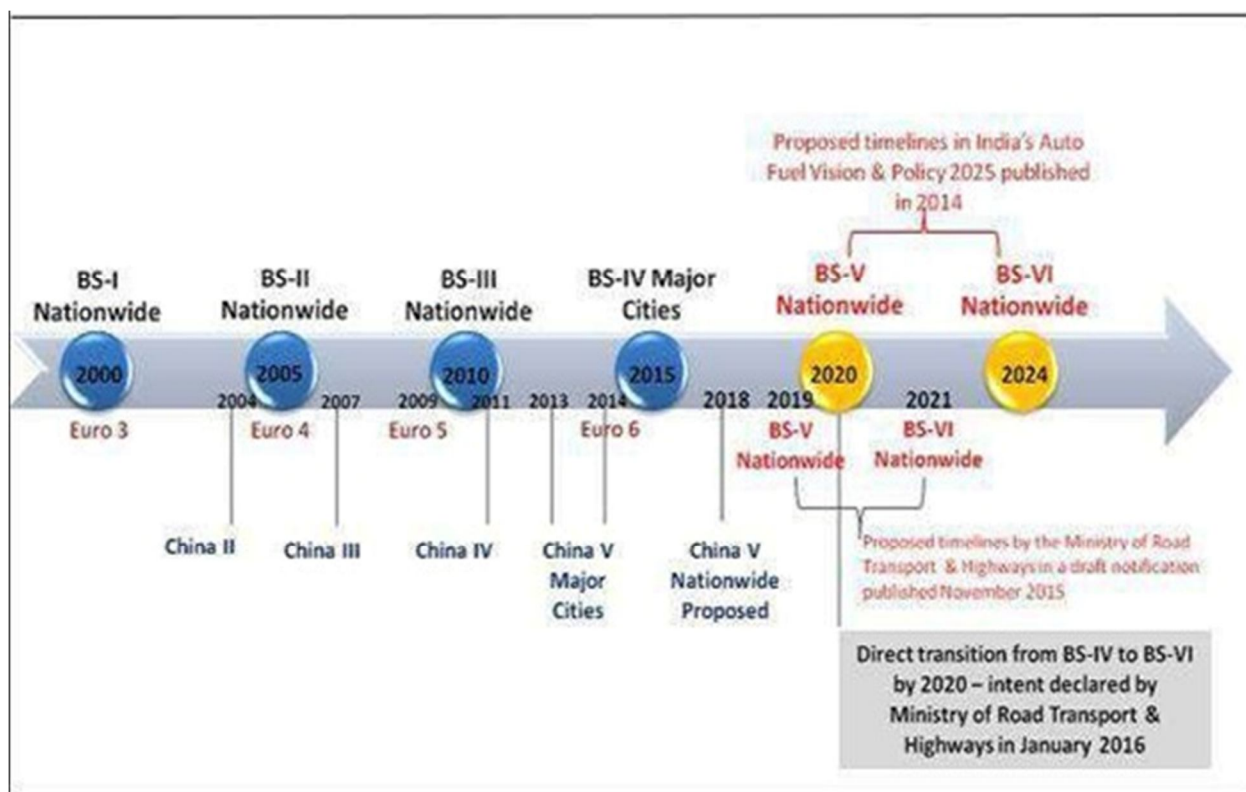 Proposed timelines in India's Auto
Fuel Vision & Policy 2025 published
in 2014
BS-I
Nationwide
BS-II
Nationwide
BS-III
Nationwide
BS-IV Major
Cities
BS-V
Nationwide
BS-VI
Nationwide
2000
2005
2010
2015
2020
2024
2004
2007
2009
2011
2013
2014
2018
2019
2021
Euro 3
Euro 4
Euro 5
Euro 6
BS-V
Nationwide
BS-VI
Nationwide
China II
China III
China IV
China V
Major
Cities
China V
Nationwide
Proposed
Proposed timelines by the Ministry of Road
Transport & Highways in a draft notification
published November 2015
Direct transition from BS-IV to BS-VI
by 2020 – intent declared by
Ministry of Road Transport &
Highways in January 2016